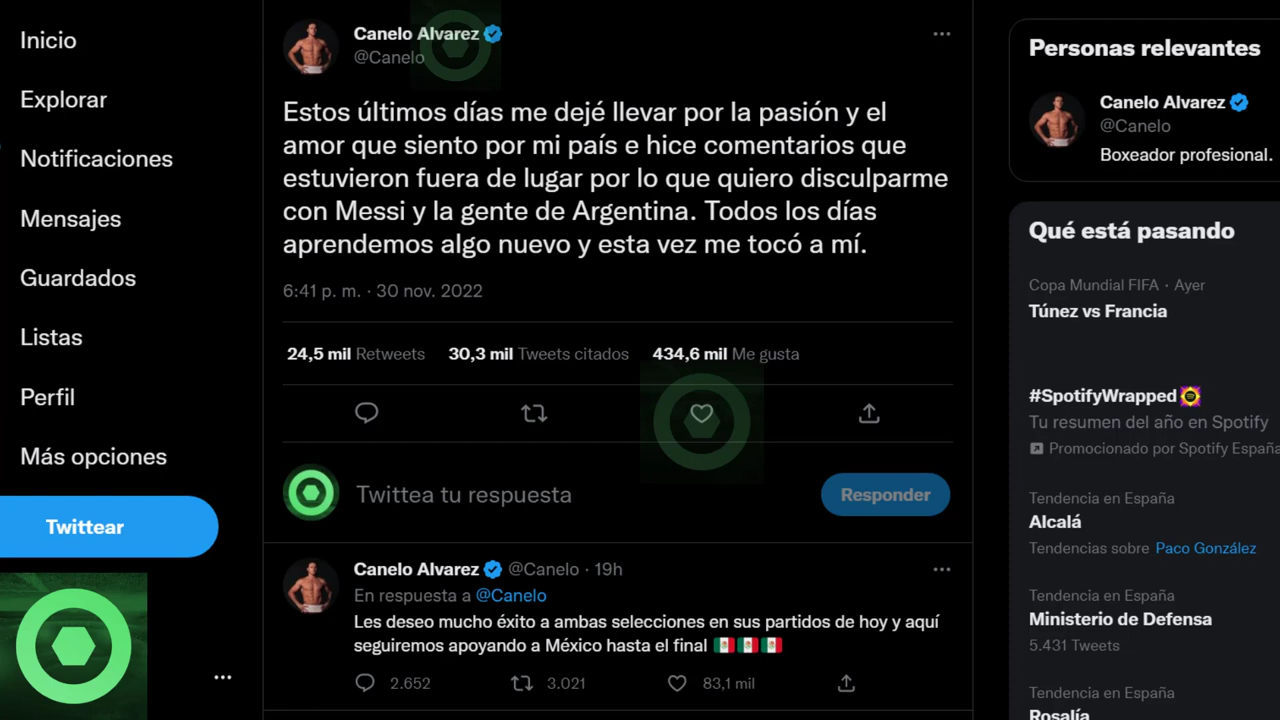 Inicio
Explorar
Notificaciones
Mensajes
Guardados
Listas
Perfil
Más opciones
Twittear
Canelo Alvarez
@Canelo
Estos últimos días me dejé llevar por la pasión y el
amor que siento por mi país e hice comentarios que
estuvieron fuera de lugar por lo que quiero disculparme
con Messi y la gente de Argentina. Todos los días
aprendemos algo nuevo y esta vez me tocó a mí.
6:41 p. m. · 30 nov. 2022
24,5 mil Retweets 30,3 mil Tweets citados 434,6 mil Me gusta
Twittea tu respuesta
Responder
Canelo Alvarez @Canelo · 19h
En respuesta a @Canelo
Les deseo mucho éxito a ambas selecciones en sus partidos de hoy y aquí
seguiremos apoyando a México hasta el final 🇲🇽🇲🇽🇲🇽
2.652 3.021 83,1 mil
Personas relevantes
Canelo Alvarez
@Canelo
Boxeador profesional.
Qué está pasando
Copa Mundial FIFA · Ayer
Túnez vs Francia
#SpotifyWrapped
Tu resumen del año en Spotify
Promocionado por Spotify España
Tendencia en España
Alcalá
Tendencias sobre Paco González
Tendencia en España
Ministerio de Defensa
5.431 Tweets
Tendencia en España
Rosalía